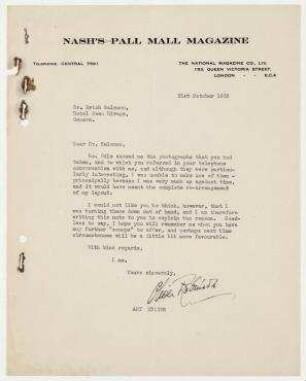 NASH'S PALL MALL MAGAZINE
TELEPHONE CENTRAL
THE NATIONAL MAGAZINE CO., LTD.
QUEEN VICTORIA STREET,
LONDON - - E.C.4
21st October
Dr. Erich Salomon,
Hotel Beau Rivage,
Geneva.
Dear Dr. Salomon,
showed me the photographs that you had
taken, and to which you referred in your telephone
conversation with me, and although they were particu-
larly interesting, I was unable to make use of them -
principally because I was very much up against time,
and it would have meant the complete re-arrangement
of my layout.
I would not like you to think, however, that I
was turning them down out of hand, and I am therefore
writing this note to you to explain the reason. Need-
less to say, I hope you will remember me when you have
any further "scoops" to offer, and perhaps next time
circumstances will be a little bit more favourable.
With kind regards,
I am,
Yours sincerely,
ART EDITOR